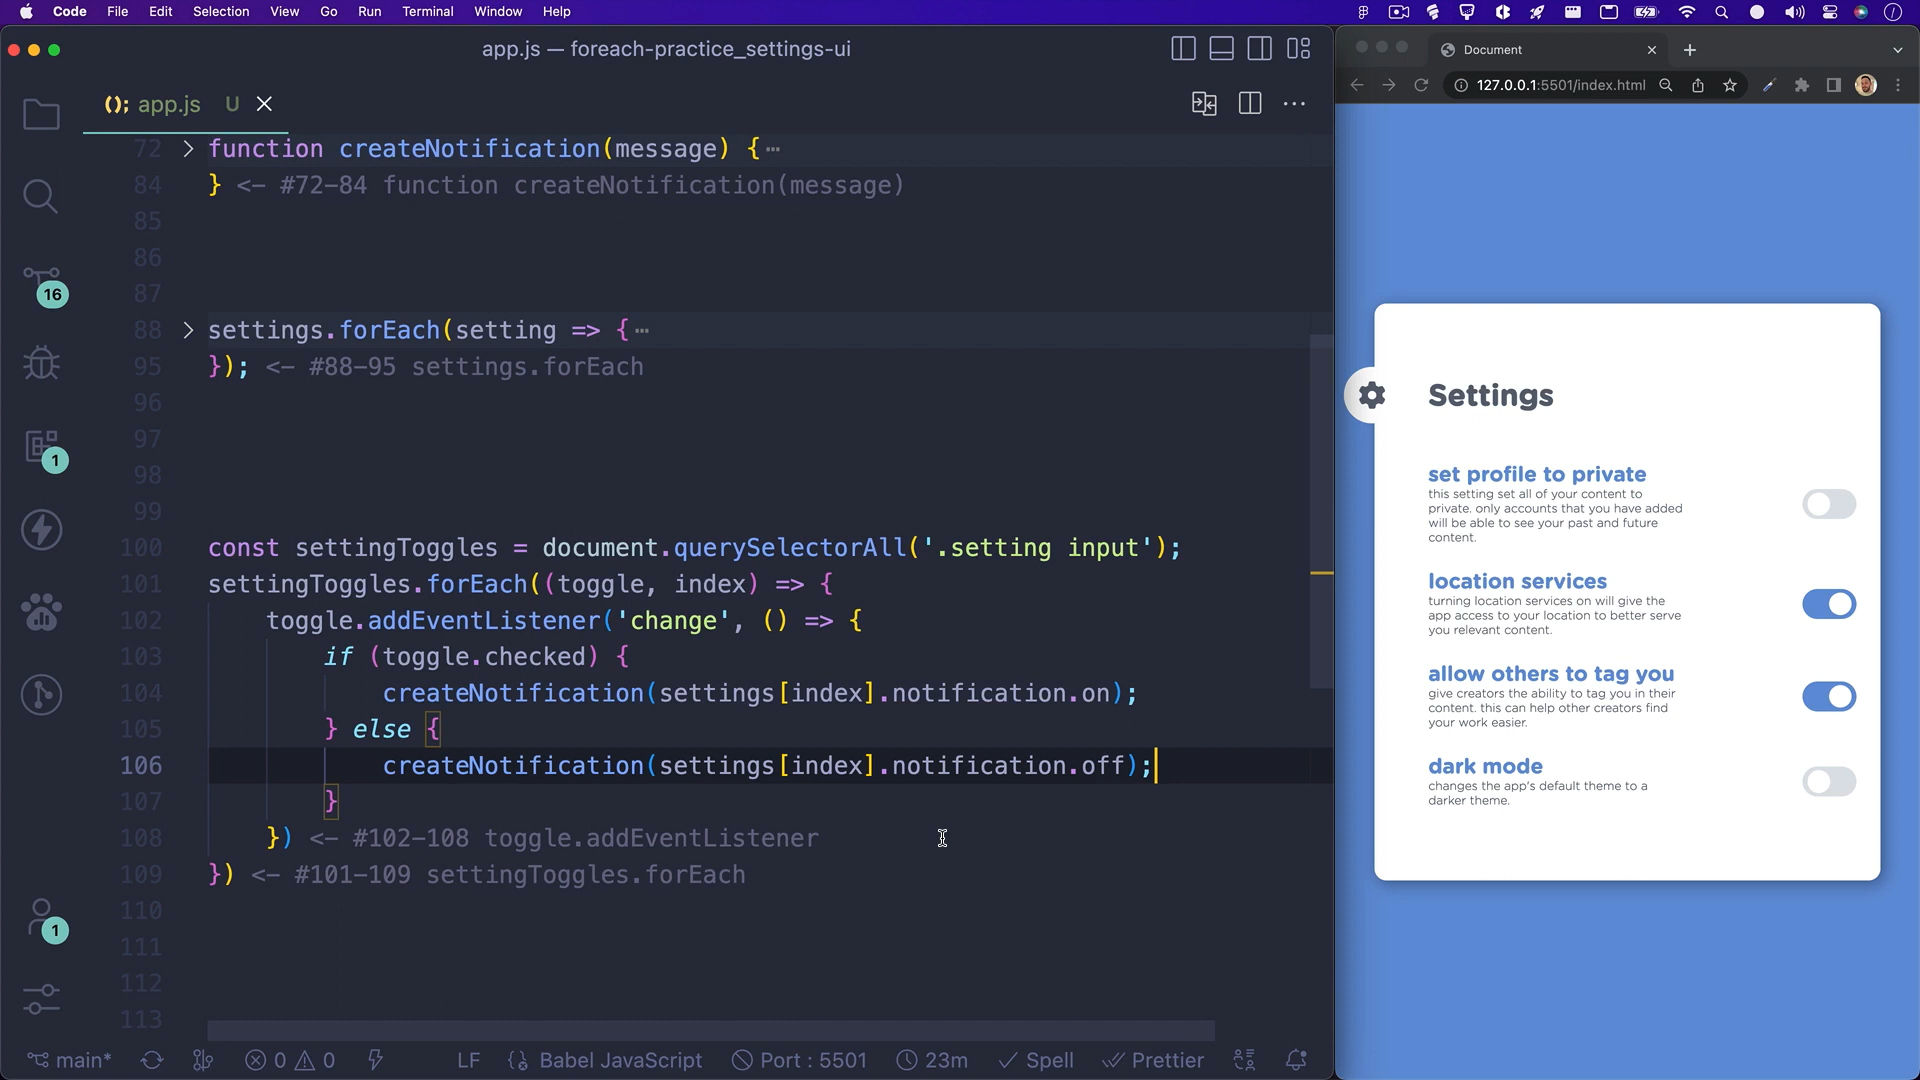 Code File Edit Selection View Go Run Terminal Window Help
app.js — foreach-practice_settings-ui
(); app.js U
72 function createNotification(message) {
84 } <- #72-84 function createNotification(message)
85
86
87
88 settings.forEach(setting => {
95 }); <- #88-95 settings.forEach
96
97
98
99
100 const settingToggles = document.querySelectorAll('.setting input');
101 settingToggles.forEach((toggle, index) => {
102 toggle.addEventListener('change', () => {
103 if (toggle.checked) {
104 createNotification(settings[index].notification.on);
105 } else {
106 createNotification(settings[index].notification.off);
107 }
108 }) <- #102-108 toggle.addEventListener
109 }) <- #101-109 settingToggles.forEach
110
111
112
113
16
1
1
main* 0 0 LF Babel JavaScript Port : 5501 23m Spell Prettier
Document
127.0.0.1:5501/index.html
Settings
set profile to private
this setting set all of your content to
private. only accounts that you have added
will be able to see your past and future
content.
location services
turning location services on will give the
app access to your location to better serve
you relevant content.
allow others to tag you
give creators the ability to tag you in their
content. this can help other creators find
your work easier.
dark mode
changes the app's default theme to a
darker theme.